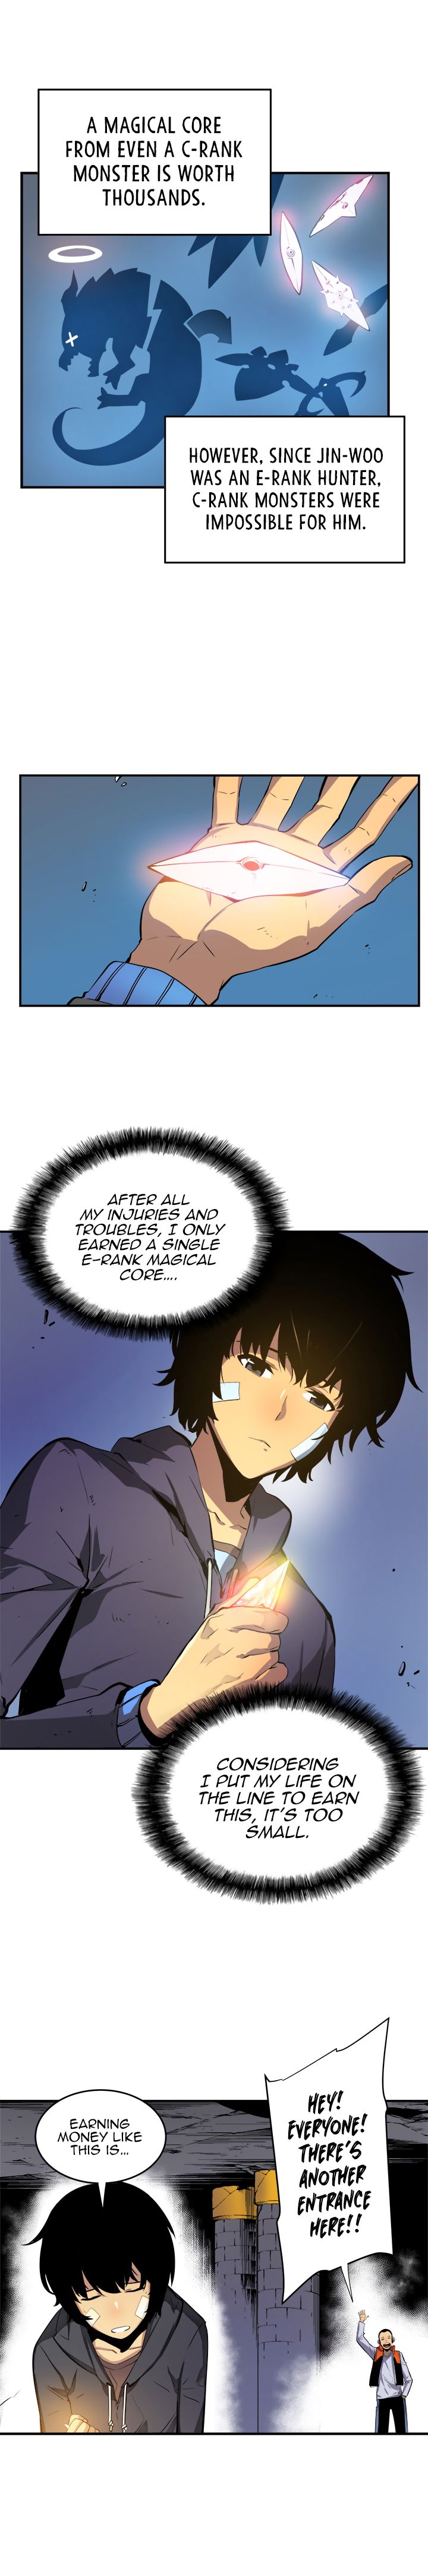 A MAGICAL CORE
FROM EVEN A C-RANK
MONSTER IS WORTH
THOUSANDS.
HOWEVER, SINCE JIN-WOO
WAS AN E-RANK HUNTER,
C-RANK MONSTERS WERE
IMPOSSIBLE FOR HIM.
AFTER ALL
MY INJURIES AND
TROUBLES, I ONLY
EARNED A SINGLE
E-RANK MAGICAL
CORE....
CONSIDERING
I PUT MY LIFE ON
THE LINE TO EARN
THIS, IT'S TOO
SMALL.
EARNING
MONEY LIKE
THIS IS...
HEY!
EVERYONE!
THERE'S
ANOTHER
ENTRANCE
HERE!!